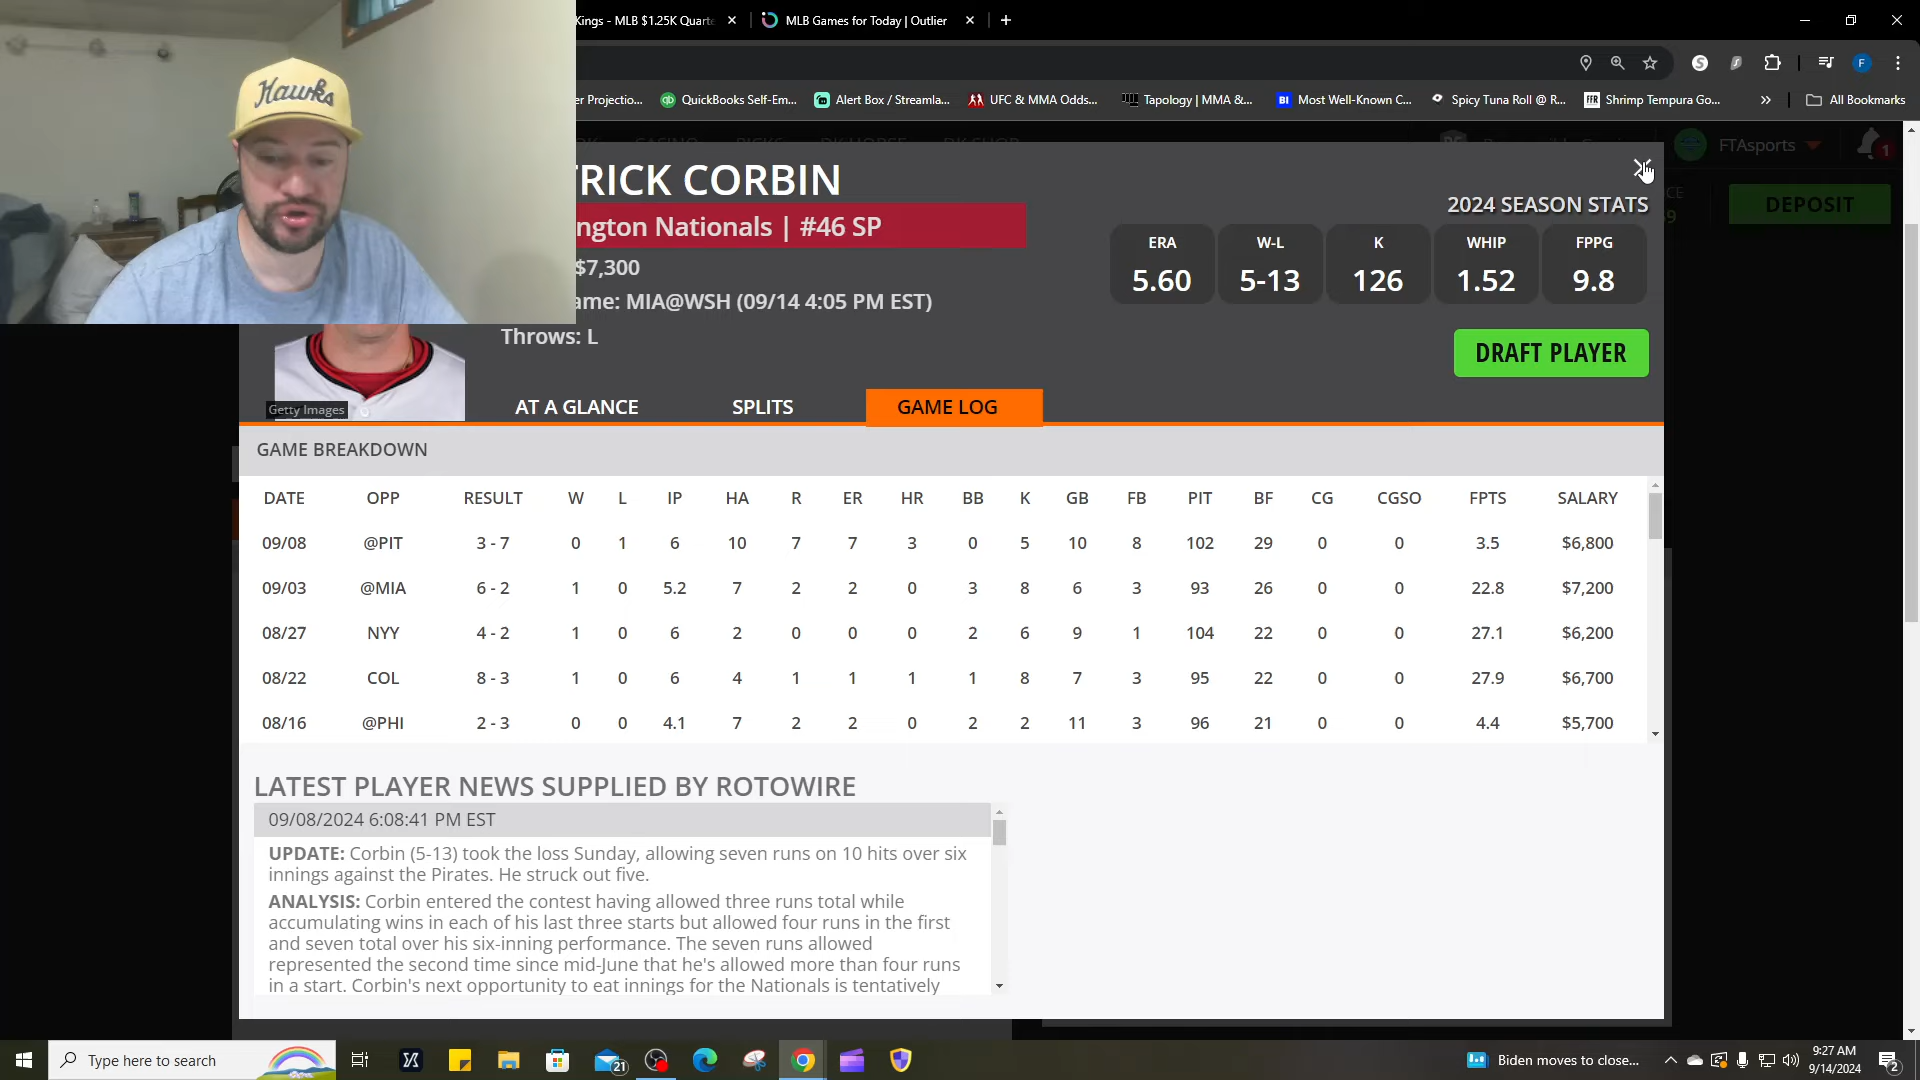 Kings - MLB $1.25K Quarte
MLB Games for Today | Outlier
er Projectio...
QuickBooks Self-Em...
Alert Box / Streamla...
UFC & MMA Odds...
Tapology | MMA &...
BI
Most Well-Known C...
Spicy Tuna Roll @ R...
FFR
Shrimp Tempura Go...
All Bookmarks
S
F
Hawks
FTAsports
1
DEPOSIT
TRICK CORBIN
ngton Nationals | #46 SP
$7,300
ame: MIA@WSH (09/14 4:05 PM EST)
Throws: L
2024 SEASON STATS
ERA W-L K WHIP FPPG
5.60 5-13 126 1.52 9.8
DRAFT PLAYER
Getty Images
AT A GLANCE SPLITS GAME LOG
GAME BREAKDOWN
DATE OPP RESULT W L IP HA R ER HR BB K GB FB PIT BF CG CGSO FPTS SALARY
09/08 @PIT 3 - 7 0 1 6 10 7 7 3 0 5 10 8 102 29 0 0 3.5 $6,800
09/03 @MIA 6 - 2 1 0 5.2 7 2 2 0 3 8 6 3 93 26 0 0 22.8 $7,200
08/27 NYY 4 - 2 1 0 6 2 0 0 0 2 6 9 1 104 22 0 0 27.1 $6,200
08/22 COL 8 - 3 1 0 6 4 1 1 1 1 8 7 3 95 22 0 0 27.9 $6,700
08/16 @PHI 2 - 3 0 0 4.1 7 2 2 0 2 2 11 3 96 21 0 0 4.4 $5,700
LATEST PLAYER NEWS SUPPLIED BY ROTOWIRE
09/08/2024 6:08:41 PM EST
UPDATE: Corbin (5-13) took the loss Sunday, allowing seven runs on 10 hits over six
innings against the Pirates. He struck out five.
ANALYSIS: Corbin entered the contest having allowed three runs total while
accumulating wins in each of his last three starts but allowed four runs in the first
and seven total over his six-inning performance. The seven runs allowed
represented the second time since mid-June that he's allowed more than four runs
in a start. Corbin's next opportunity to eat innings for the Nationals is tentatively
Type here to search
21
Biden moves to close...
9:27 AM
9/14/2024
2